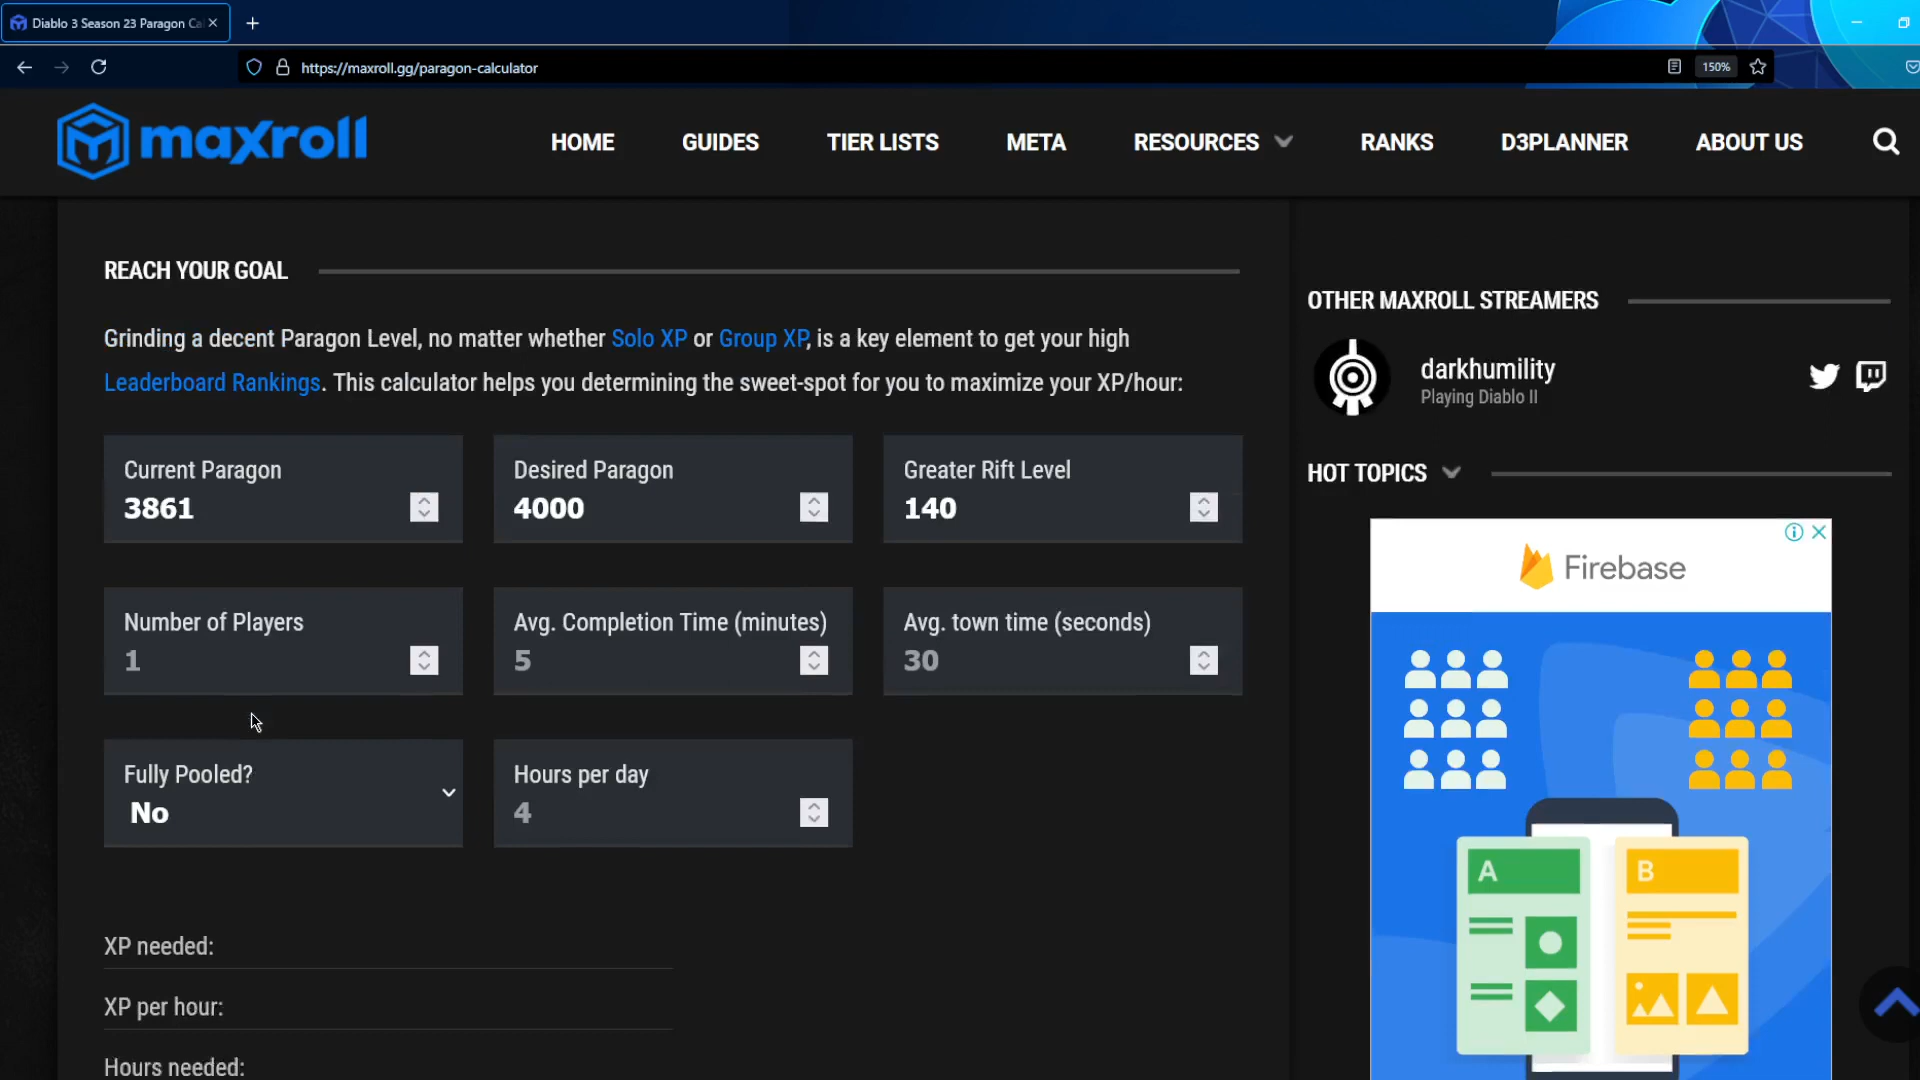 Diablo 3 Season 23 Paragon Ca
https://maxroll.gg/paragon-calculator
150%
maxroll
HOME
GUIDES
TIER LISTS
META
RESOURCES
RANKS
D3PLANNER
ABOUT US
REACH YOUR GOAL
Grinding a decent Paragon Level, no matter whether Solo XP or Group XP, is a key element to get your high
Leaderboard Rankings. This calculator helps you determining the sweet-spot for you to maximize your XP/hour:
Current Paragon
3861
Desired Paragon
4000
Greater Rift Level
140
Number of Players
1
Avg. Completion Time (minutes)
5
Avg. town time (seconds)
30
Fully Pooled?
No
Hours per day
4
XP needed:
XP per hour:
Hours needed:
OTHER MAXROLL STREAMERS
darkhumility
Playing Diablo II
HOT TOPICS
Firebase
A
B